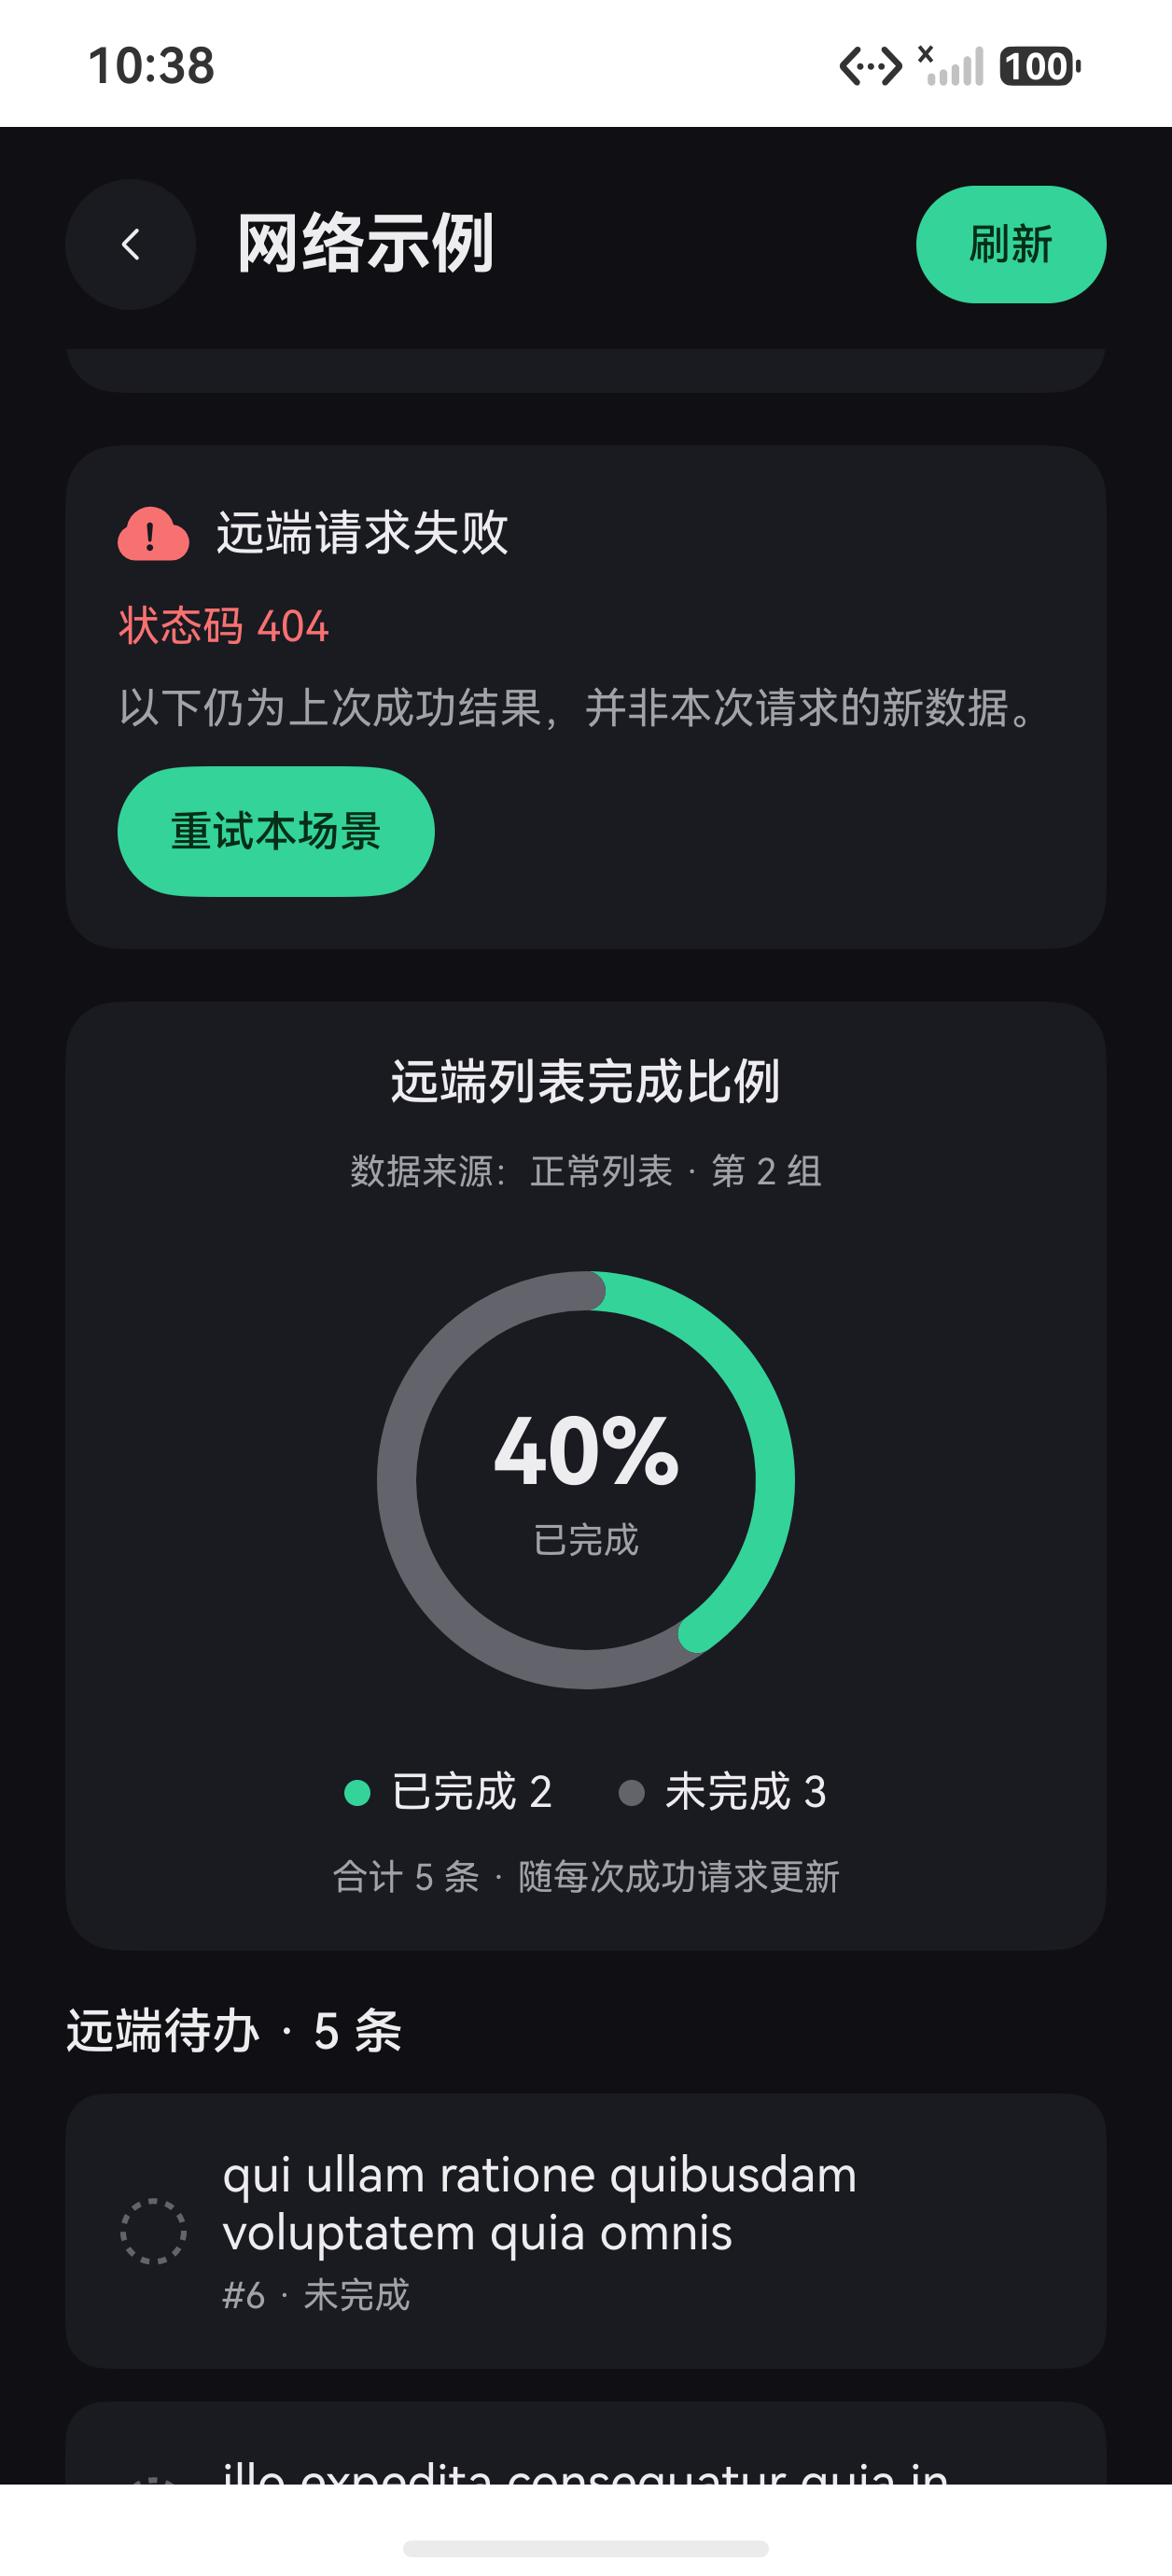 10:38
100
网络示例
刷新
远端请求失败
状态码 404
以下仍为上次成功结果，并非本次请求的新数据。
重试本场景
远端列表完成比例
数据来源：正常列表 · 第 2 组
40%
已完成
已完成 2
未完成 3
合计 5 条 · 随每次成功请求更新
远端待办 · 5 条
qui ullam ratione quibusdam
voluptatem quia omnis
#6 · 未完成
illo expedita consequatur quia in